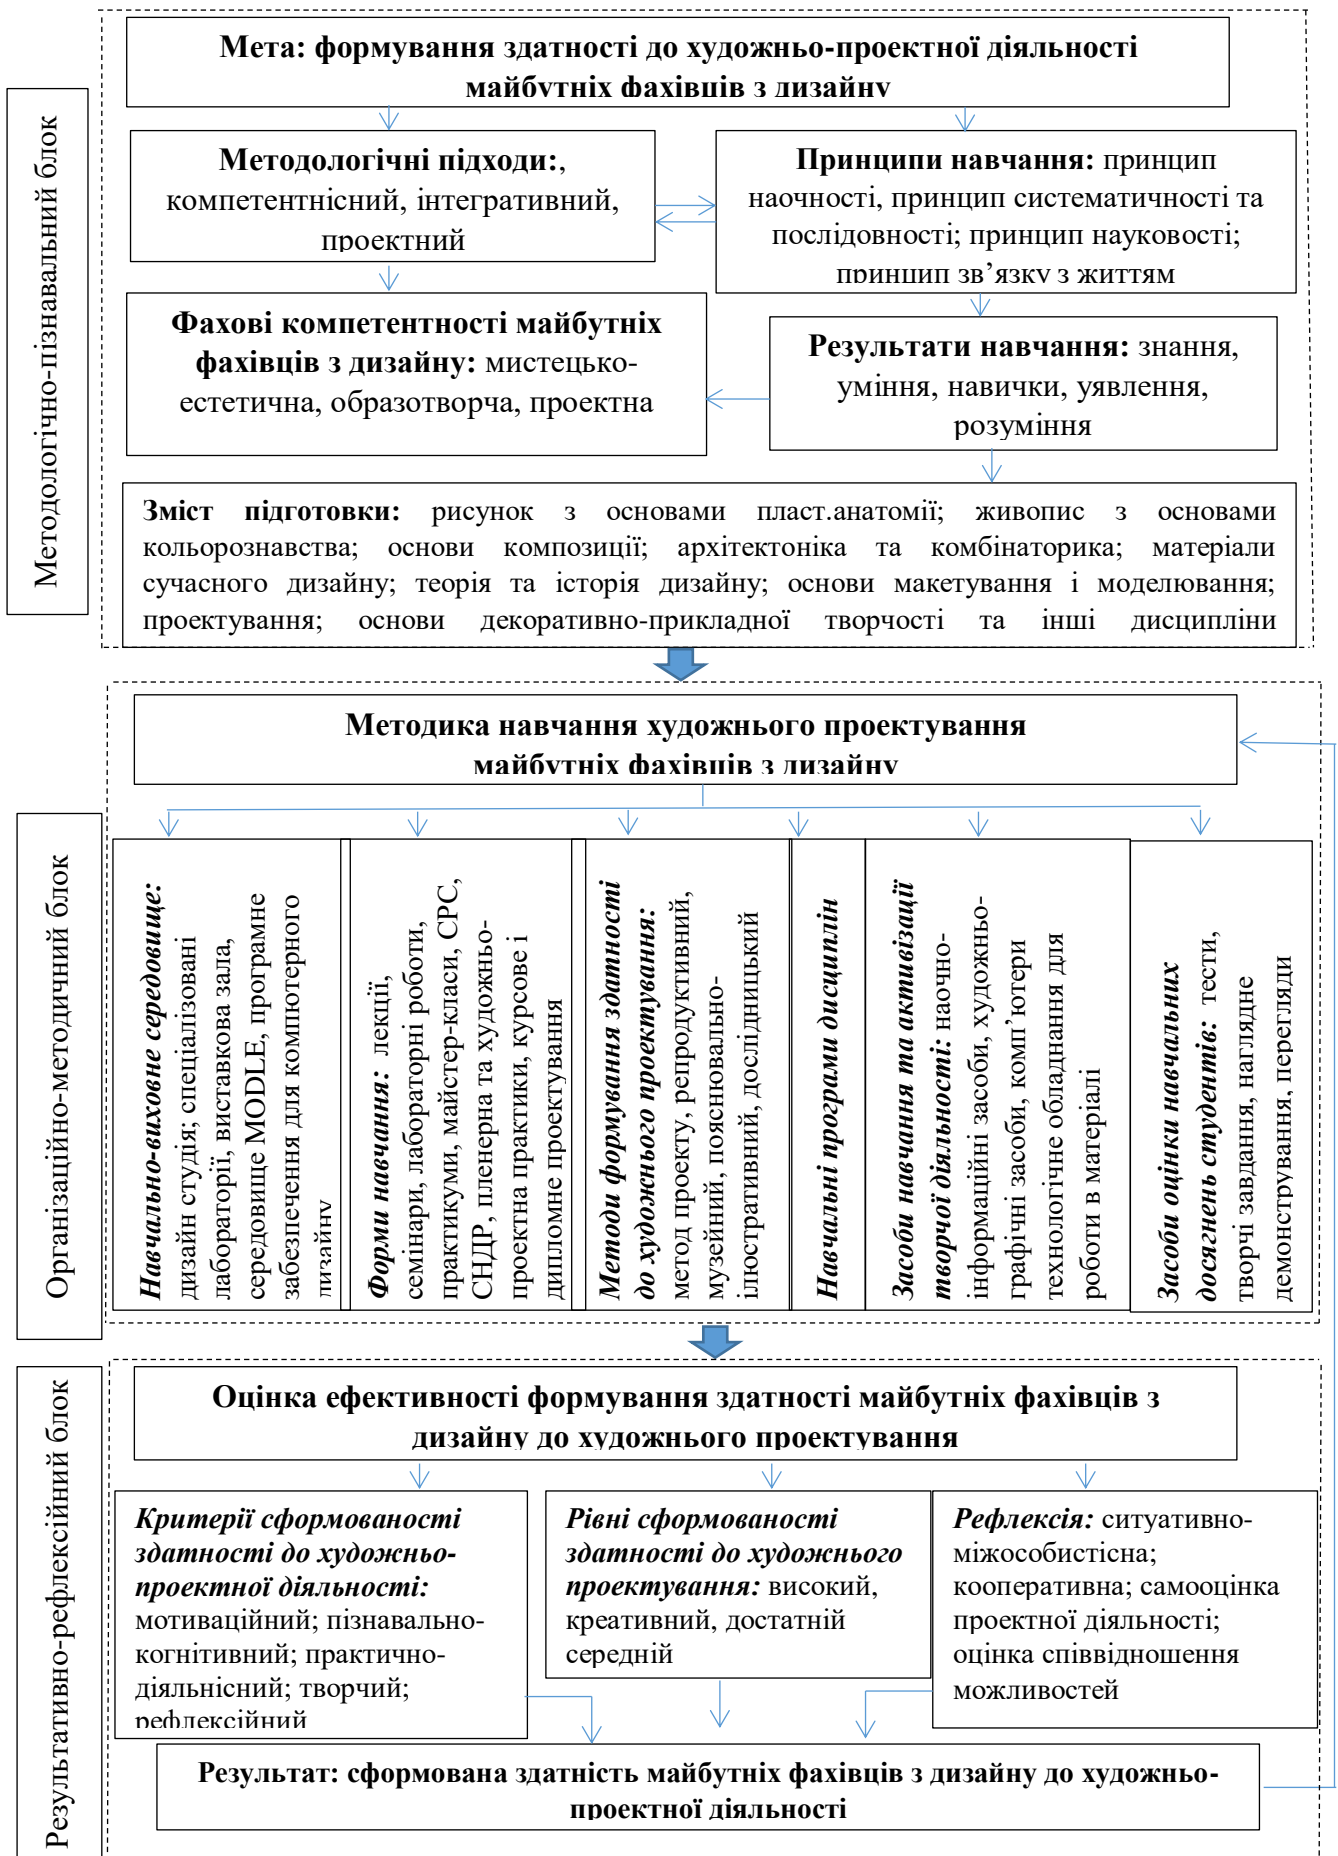 Мета: формування здатності до художньо-проектної діяльності
майбутніх фахівців з дизайну
Методологічно-пізнавальний блок
Методологічні підходи:,
компетентнісний, інтегративний,
проектний
Принципи навчання: принцип
наочності, принцип систематичності та
послідовності; принцип науковості;
принцип зв’язку з життям
Фахові компетентності майбутніх
фахівців з дизайну: мистецько-
естетична, образотворча, проектна
Результати навчання: знання,
уміння, навички, уявлення,
розуміння
Зміст підготовки: рисунок з основами пласт.анатомії; живопис з основами
кольорознавства; основи композиції; архітектоніка та комбінаторика; матеріали
сучасного дизайну; теорія та історія дизайну; основи макетування і моделювання;
проектування; основи декоративно-прикладної творчості та інші дисципліни
Методика навчання художнього проектування
майбутніх фахівців з дизайну
Організаційно-методичний блок
Навчально-виховне середовище:
дизайн студія; спеціалізовані
лабораторії, виставкова зала,
середовище MODLE, програмне
забезпечення для компютерного
дизайну
Форми навчання: лекції,
семінари, лабораторні роботи,
практикуми, майстер-класи, СРС,
СНДР, пленерна та художньо-
проектна практики, курсове і
дипломне проектування
Методи формування здатності
до художнього проектування:
метод проекту, репродуктивний,
музейний, пояснювально-
ілюстративний, дослідницький
Навчальні програми дисциплін
Засоби навчання та активізації
творчої діяльності: наочно-
інформаційні засоби, художньо-
графічні засоби, комп’ютери
технологічне обладнання для
роботи в матеріалі
Засоби оцінки навчальних
досягнень студентів: тести,
творчі завдання, наглядне
демонстрування, перегляди
Результативно-рефлексійний блок
Оцінка ефективності формування здатності майбутніх фахівців з
дизайну до художнього проектування
Критерії сформованості
здатності до художньо-
проектної діяльності:
мотиваційний; пізнавально-
когнітивний; практично-
діяльнісний; творчий;
рефлексійний
Рівні сформованості
здатності до художнього
проектування: високий,
креативний, достатній
середній
Рефлексія: ситуативно-
міжособистісна;
кооперативна; самооцінка
проектної діяльності;
оцінка співвідношення
можливостей
Результат: сформована здатність майбутніх фахівців з дизайну до художньо-
проектної діяльності